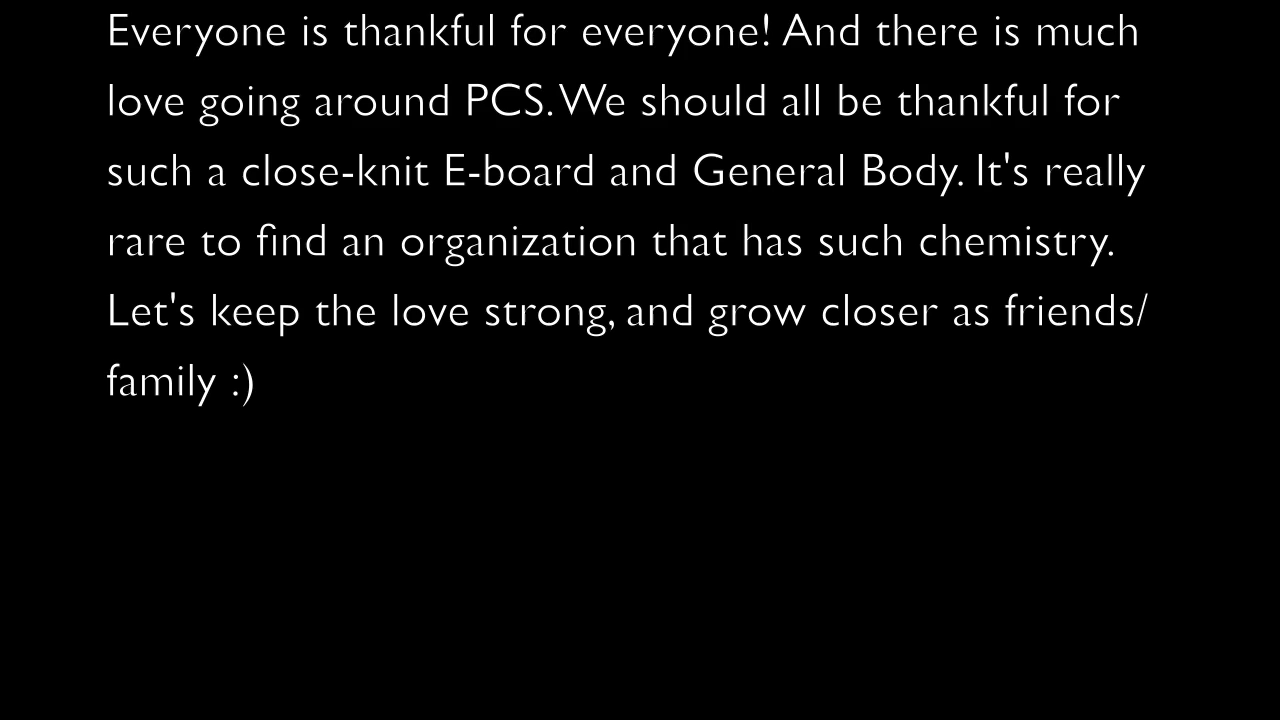 Everyone is thankful for everyone! And there is much
love going around PCS. We should all be thankful for
such a close-knit E-board and General Body. It's really
rare to find an organization that has such chemistry.
Let's keep the love strong, and grow closer as friends/
family :)